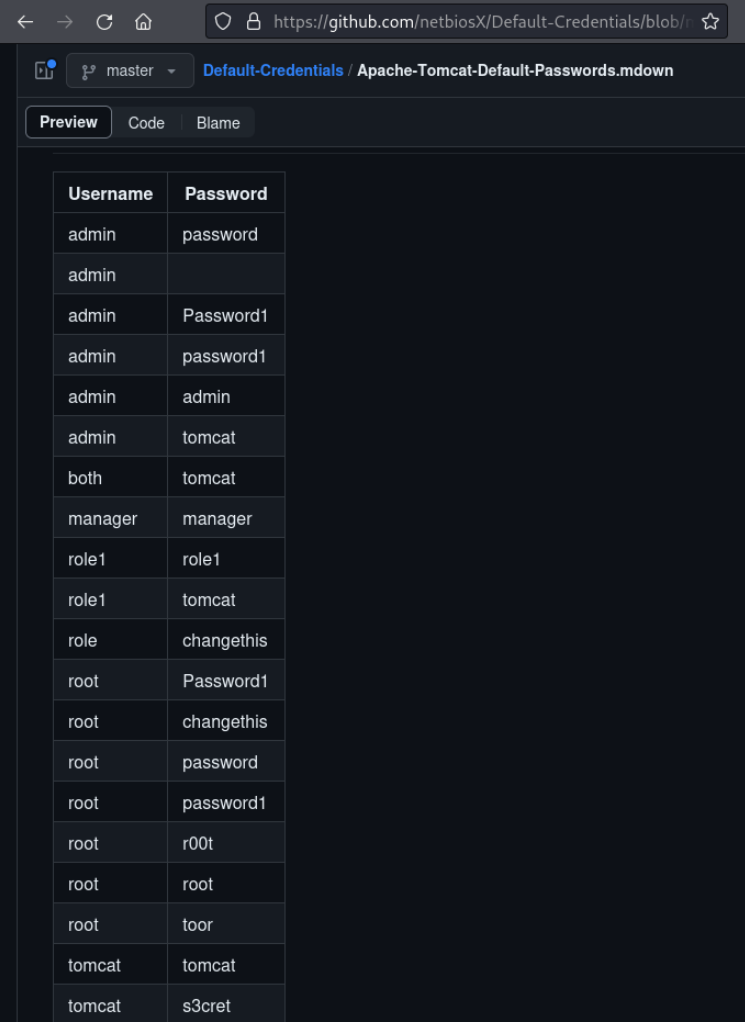 https://github.com/netbiosX/Default-Credentials/blob/
master Default-Credentials / Apache-Tomcat-Default-Passwords.mdown
Preview Code Blame
Username Password
admin password
admin
admin Password1
admin password1
admin admin
admin tomcat
both tomcat
manager manager
role1 role1
role1 tomcat
role changethis
root Password1
root changethis
root password
root password1
root r00t
root root
root toor
tomcat tomcat
tomcat s3cret